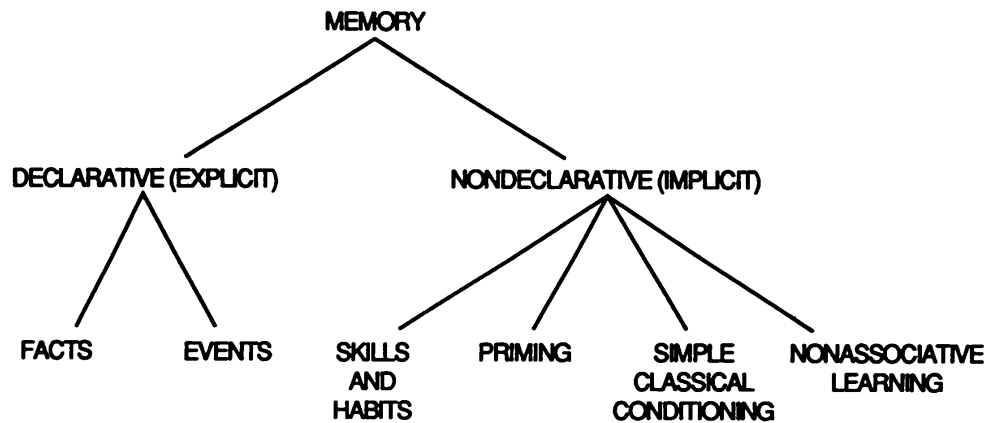 MEMORY
DECLARATIVE (EXPLICIT)
NONDECLARATIVE (IMPLICIT)
FACTS
EVENTS
SKILLS
AND
HABITS
PRIMING
SIMPLE
CLASSICAL
CONDITIONING
NONASSOCIATIVE
LEARNING